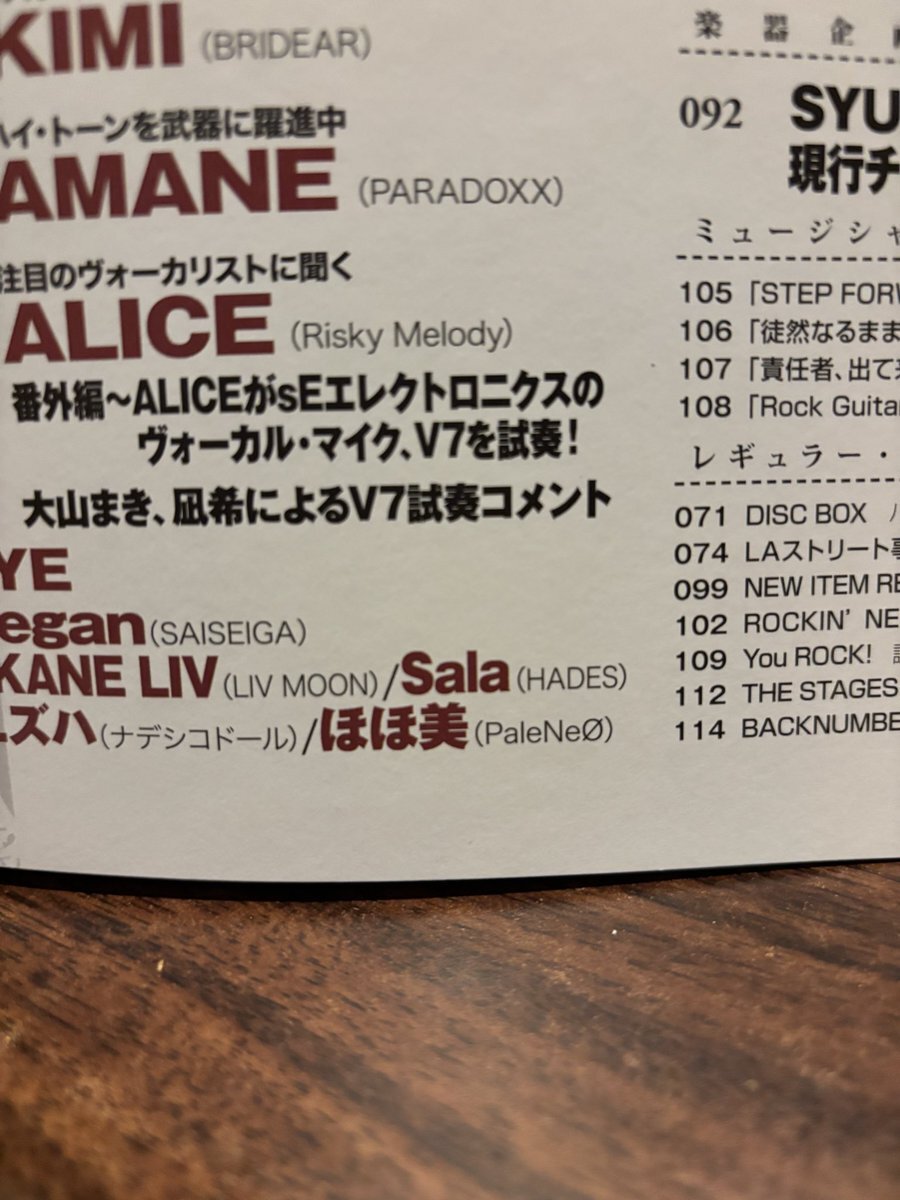 KIMI (BRIDEAR)
ハイ・トーンを武器に躍進中
AMANE (PARADOXX)
注目のヴォーカリストに聞く
ALICE (Risky Melody)
番外編〜ALICEがsEエレクトロニクスの
ヴォーカル・マイク、V7を試奏！
大山まき、凪希によるV7試奏コメント
YE
egan (SAISEIGA)
KANE LIV (LIV MOON)/Sala (HADES)
ズハ (ナデシコドール)/ほほ美 (PaleNeØ)
楽器企画
092 SYU
現行チ
ミュージシャ
105 「STEP FORW
106 「徒然なるまま
107 「責任者、出て来
108 「Rock Guitar
レギュラー・
071 DISC BOX
074 LAストリート事
099 NEW ITEM RE
102 ROCKIN' NE
109 You ROCK!
112 THE STAGES
114 BACKNUMBE